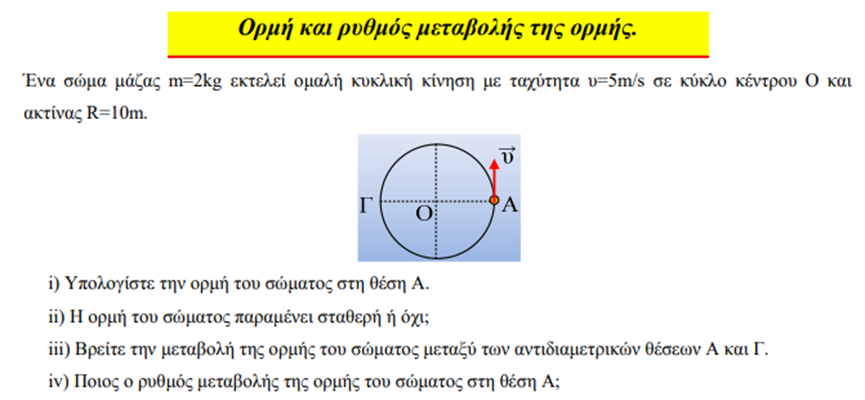 Ορμή και ρυθμός μεταβολής της ορμής.
Ένα σώμα μάζας m=2kg εκτελεί ομαλή κυκλική κίνηση με ταχύτητα υ=5m/s σε κύκλο κέντρου Ο και
ακτίνας R=10m.
υ
Γ
Ο
Α
i) Υπολογίστε την ορμή του σώματος στη θέση Α.
ii) Η ορμή του σώματος παραμένει σταθερή ή όχι;
iii) Βρείτε την μεταβολή της ορμής του σώματος μεταξύ των αντιδιαμετρικών θέσεων Α και Γ.
iv) Ποιος ο ρυθμός μεταβολής της ορμής του σώματος στη θέση Α;